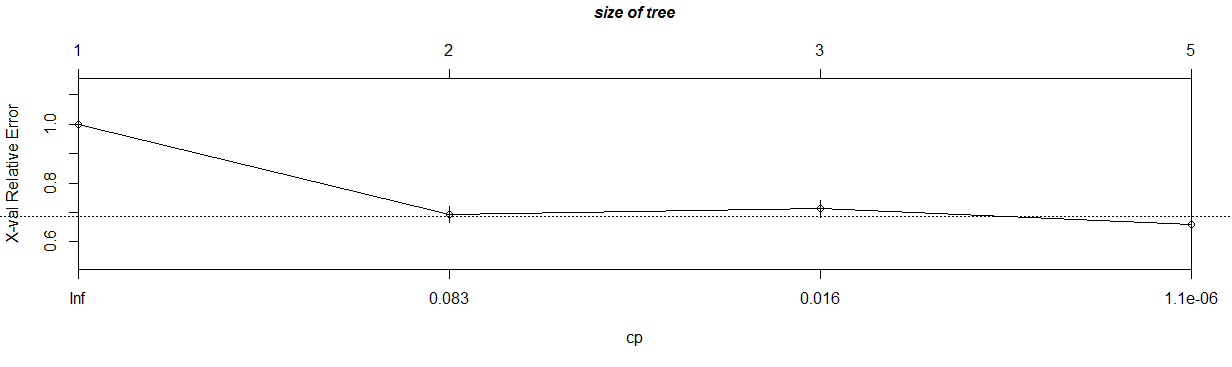 size of tree
1 2 3 5
X-val Relative Error
1.0
0.8
0.6
Inf 0.083 0.016 1.1e-06
cp